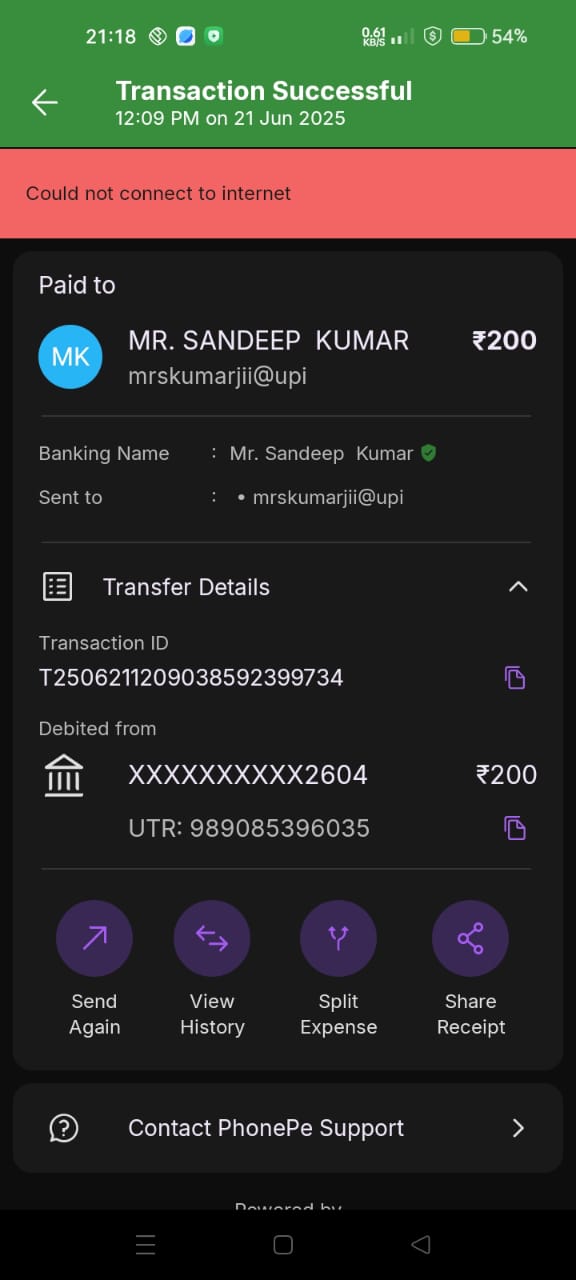 21:18
0.61 KB/S
54%
Transaction Successful
12:09 PM on 21 Jun 2025
Could not connect to internet
Paid to
MK
MR. SANDEEP  KUMAR
₹200
mrskumarjii@upi
Banking Name : Mr. Sandeep  Kumar
Sent to : • mrskumarjii@upi
Transfer Details
Transaction ID
T2506211209038592399734
Debited from
XXXXXXXXXX2604
₹200
UTR: 989085396035
Send Again
View History
Split Expense
Share Receipt
Contact PhonePe Support
Powered by